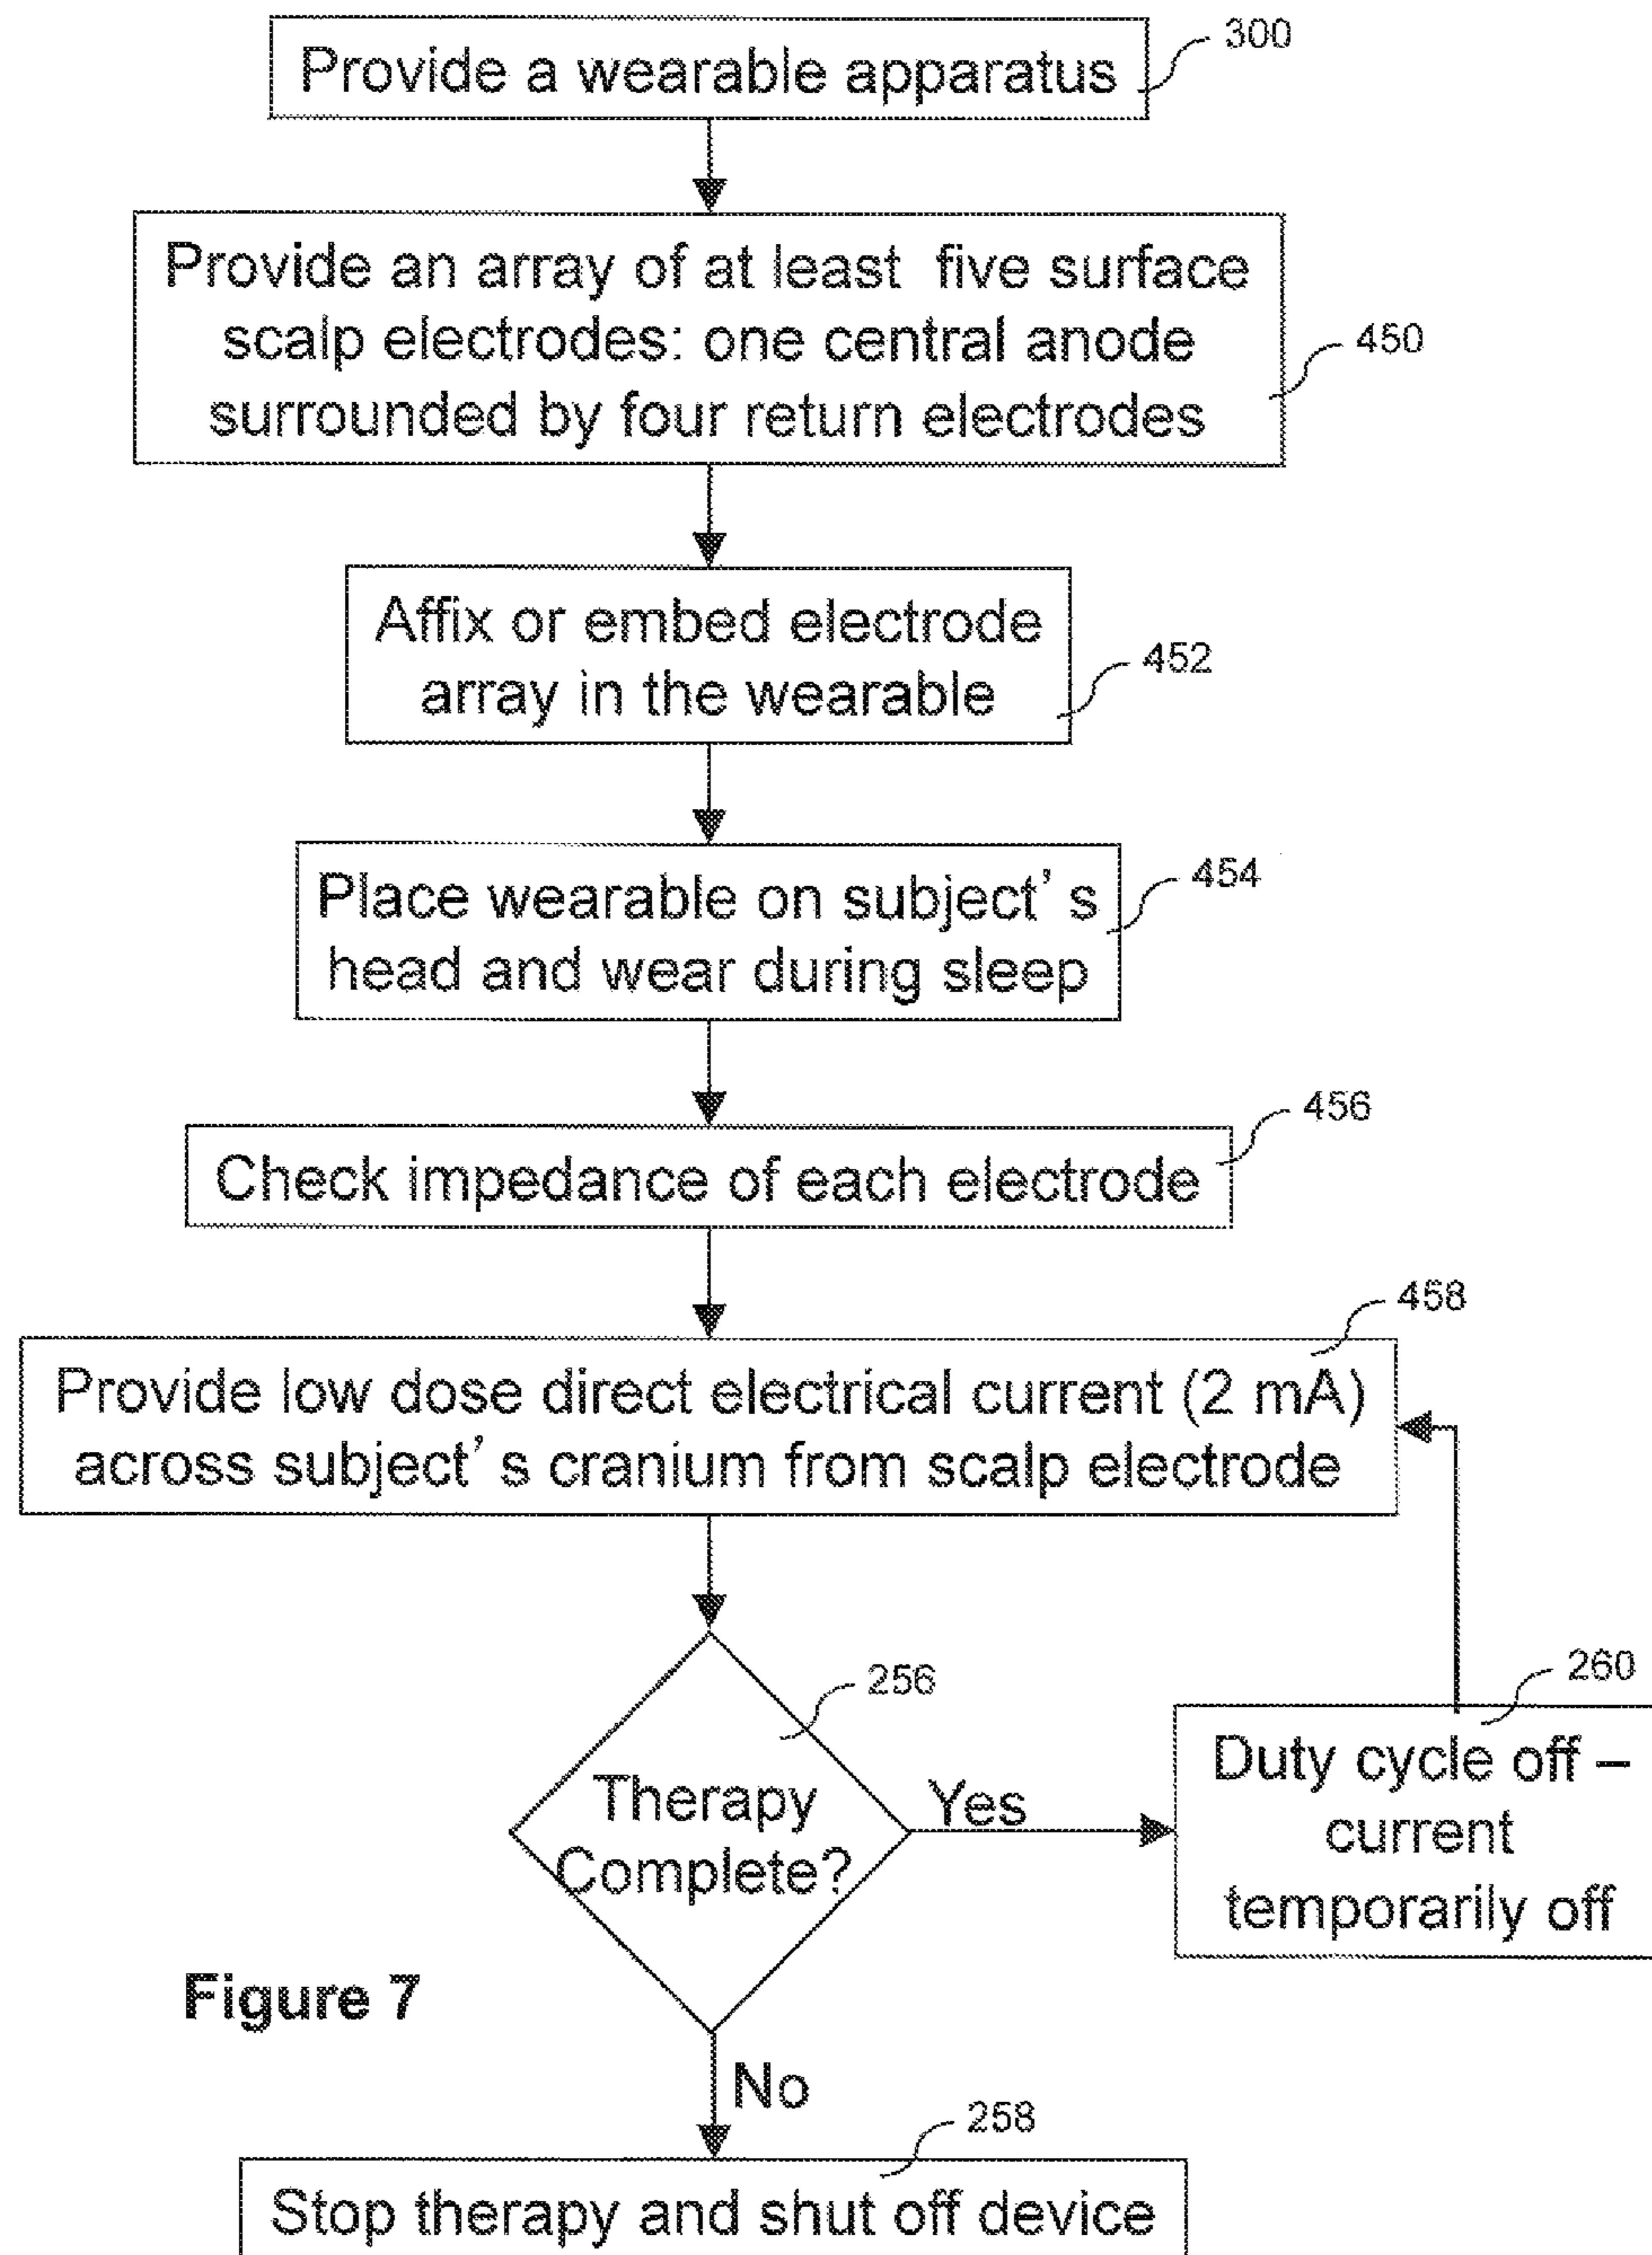 Provide a wearable apparatus
300
Provide an array of at least five surface
scalp electrodes: one central anode
surrounded by four return electrodes
450
Affix or embed electrode
array in the wearable
452
Place wearable on subject's
head and wear during sleep
454
Check impedance of each electrode
456
458
Provide low dose direct electrical current (2 mA)
across subject's cranium from scalp electrode
256
Therapy
Complete?
Yes
260
Duty cycle off –
current
temporarily off
Figure 7
No
258
Stop therapy and shut off device